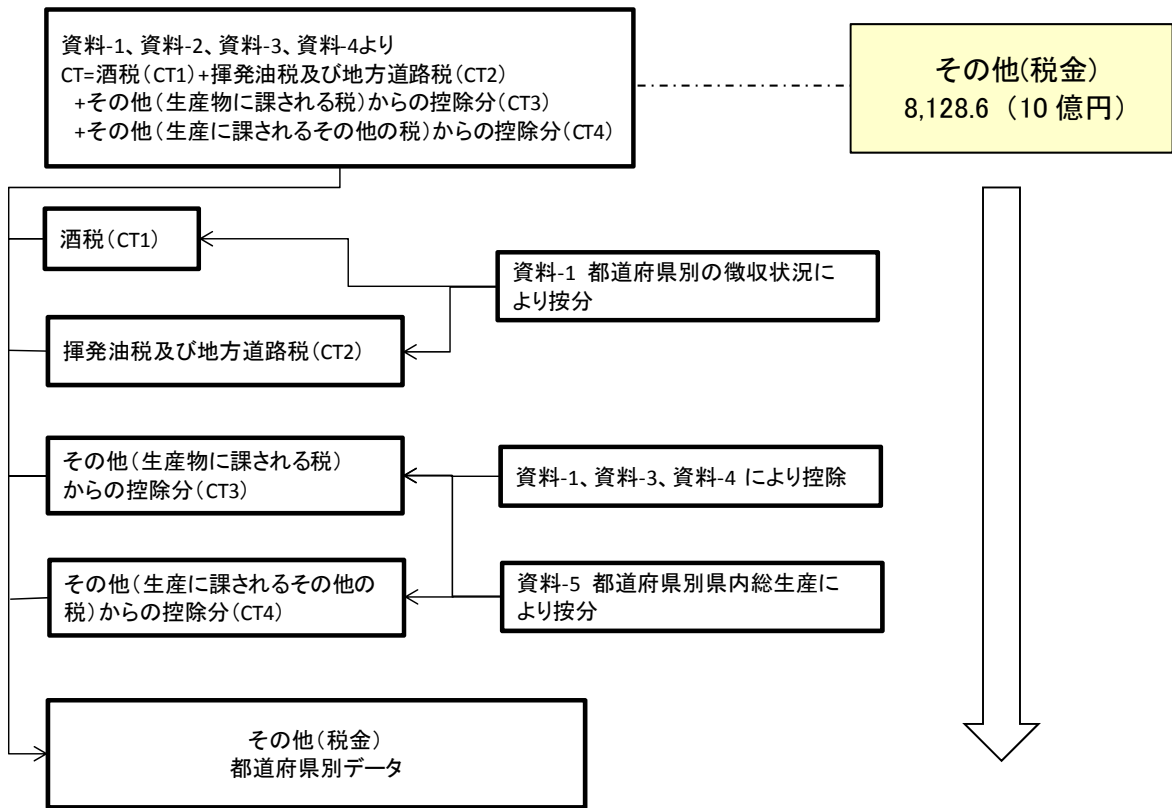 資料-1、資料-2、資料-3、資料-4より
CT=酒税(CT1)+揮発油税及び地方道路税(CT2)
+その他(生産物に課される税)からの控除分(CT3)
+その他(生産に課されるその他の税)からの控除分(CT4)
その他(税金)
8,128.6 (10 億円)
酒税(CT1)
資料-1 都道府県別の徴収状況に
より按分
揮発油税及び地方道路税(CT2)
その他(生産物に課される税)
からの控除分(CT3)
資料-1、資料-3、資料-4 により控除
その他(生産に課されるその他の
税)からの控除分(CT4)
資料-5 都道府県別県内総生産に
より按分
その他(税金)
都道府県別データ